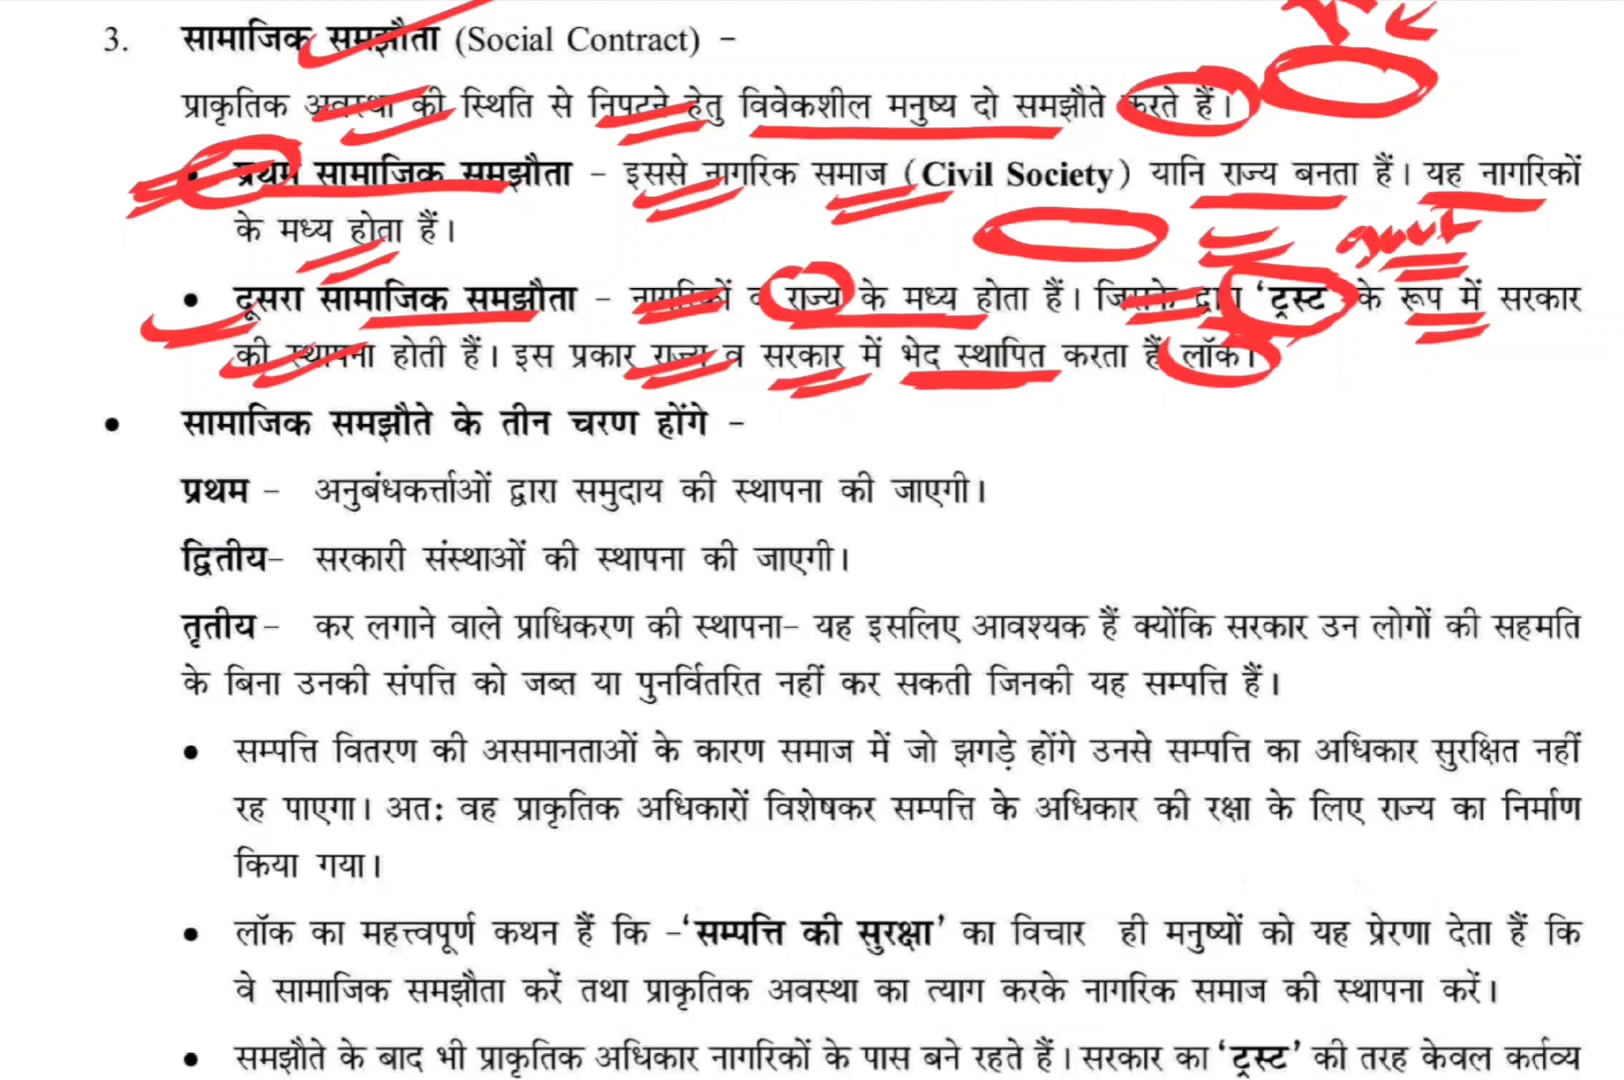 3. सामाजिक समझौता (Social Contract) –
प्राकृतिक अवस्था की स्थिति से निपटने हेतु विवेकशील मनुष्य दो समझौते करते हैं।
• प्रथम सामाजिक समझौता – इससे नागरिक समाज (Civil Society) यानि राज्य बनता हैं। यह नागरिकों
के मध्य होता हैं।
govt
• दूसरा सामाजिक समझौता – नागरिकों व राज्य के मध्य होता हैं। जिसके द्वारा ‘ट्रस्ट’ के रूप में सरकार
की स्थापना होती हैं। इस प्रकार राज्य व सरकार में भेद स्थापित करता हैं लॉक।
• सामाजिक समझौते के तीन चरण होंगे –
प्रथम – अनुबंधकर्त्ताओं द्वारा समुदाय की स्थापना की जाएगी।
द्वितीय– सरकारी संस्थाओं की स्थापना की जाएगी।
तृतीय– कर लगाने वाले प्राधिकरण की स्थापना– यह इसलिए आवश्यक हैं क्योंकि सरकार उन लोगों की सहमति
के बिना उनकी संपत्ति को जब्त या पुनर्वितरित नहीं कर सकती जिनकी यह सम्पत्ति हैं।
• सम्पत्ति वितरण की असमानताओं के कारण समाज में जो झगड़े होंगे उनसे सम्पत्ति का अधिकार सुरक्षित नहीं
रह पाएगा। अतः वह प्राकृतिक अधिकारों विशेषकर सम्पत्ति के अधिकार की रक्षा के लिए राज्य का निर्माण
किया गया।
• लॉक का महत्त्वपूर्ण कथन हैं कि –‘सम्पत्ति की सुरक्षा’ का विचार ही मनुष्यों को यह प्रेरणा देता हैं कि
वे सामाजिक समझौता करें तथा प्राकृतिक अवस्था का त्याग करके नागरिक समाज की स्थापना करें।
• समझौते के बाद भी प्राकृतिक अधिकार नागरिकों के पास बने रहते हैं। सरकार का ‘ट्रस्ट’ की तरह केवल कर्तव्य